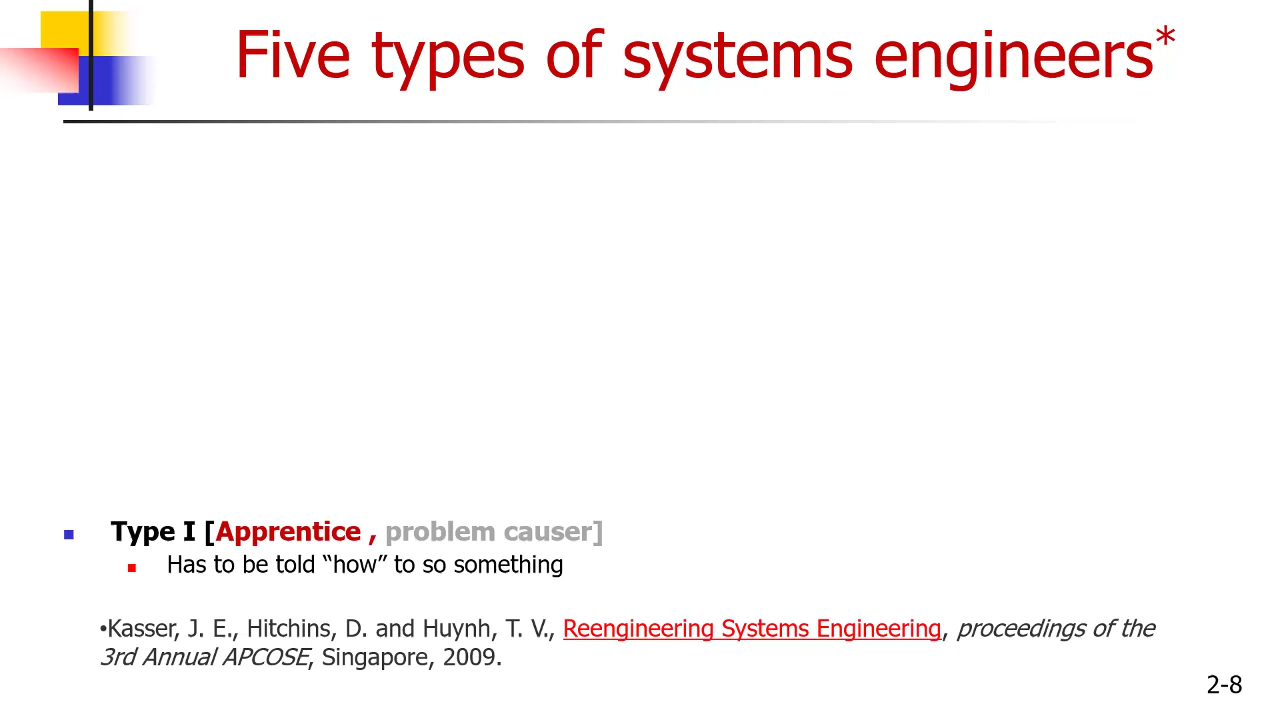 Five types of systems engineers*
Type I [Apprentice , problem causer]
Has to be told “how” to so something
•Kasser, J. E., Hitchins, D. and Huynh, T. V., Reengineering Systems Engineering, proceedings of the
3rd Annual APCOSE, Singapore, 2009.
2-8